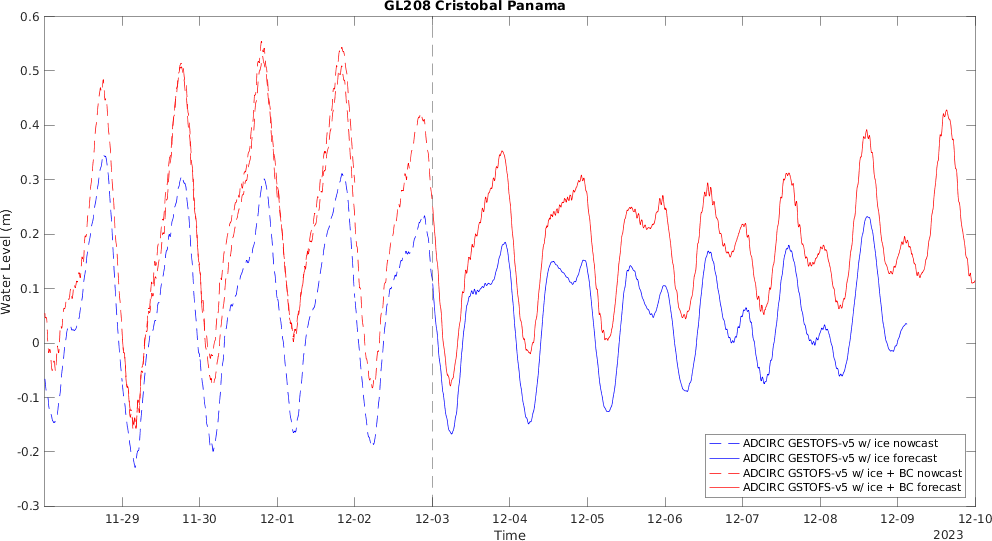 GL208 Cristobal Panama
0.6
0.5
0.4
0.3
0.2
0.1
0
-0.1
-0.2
-0.3
Water Level (m)
ADCIRC GESTOFS-v5 w/ ice nowcast
ADCIRC GESTOFS-v5 w/ ice forecast
ADCIRC GSTOFS-v5 w/ ice + BC nowcast
ADCIRC GSTOFS-v5 w/ ice + BC forecast
11-29 11-30 12-01 12-02 12-03 12-04 12-05 12-06 12-07 12-08 12-09 12-10
Time
2023